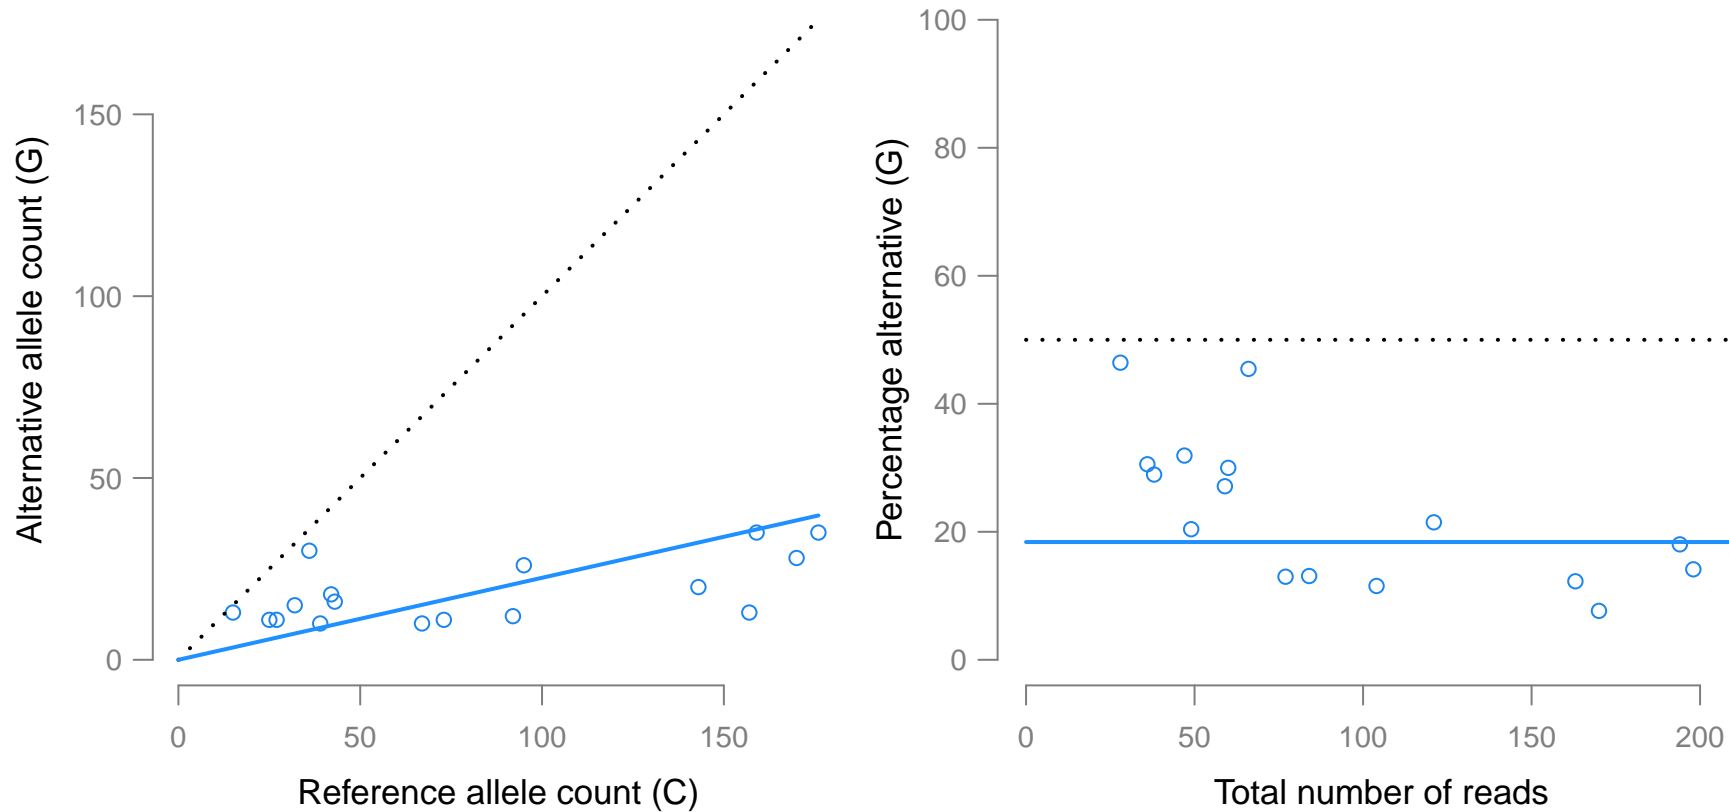 Alternative allele count (G)
150
100
50
0
0 50 100 150
Reference allele count (C)
Percentage alternative (G)
100
80
60
40
20
0
0 50 100 150 200
Total number of reads